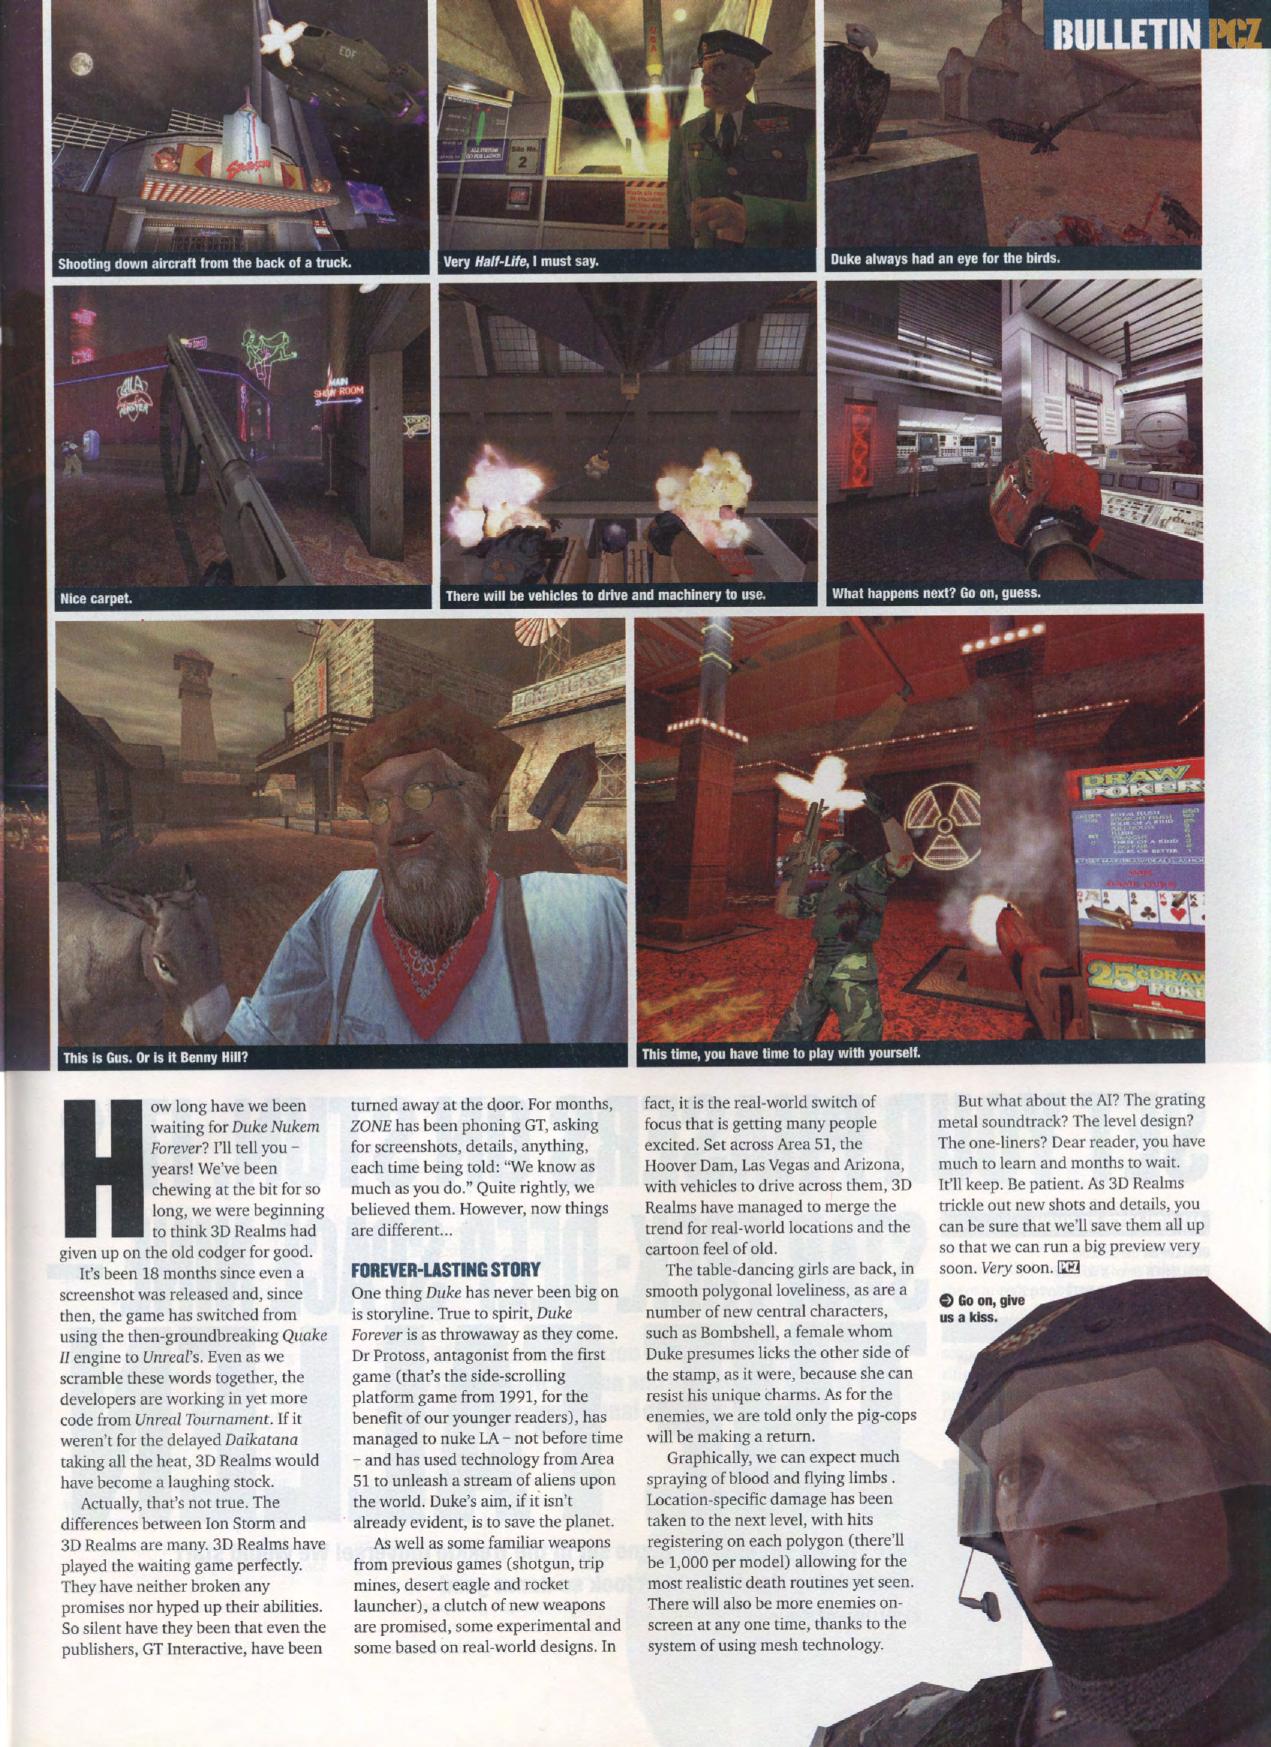 BULLETIN PCZ
EDF
USA
Silo No.
2
Shooting down aircraft from the back of a truck.
Very Half-Life, I must say.
Duke always had an eye for the birds.
MAIN
SHOW ROOM
Nice carpet.
There will be vehicles to drive and machinery to use.
What happens next? Go on, guess.
DRAW
POKER
25¢ DRAW
POKE
This is Gus. Or is it Benny Hill?
This time, you have time to play with yourself.
How long have we been
waiting for Duke Nukem
Forever? I'll tell you –
years! We've been
chewing at the bit for so
long, we were beginning
to think 3D Realms had
given up on the old codger for good.
It's been 18 months since even a
screenshot was released and, since
then, the game has switched from
using the then-groundbreaking Quake
II engine to Unreal's. Even as we
scramble these words together, the
developers are working in yet more
code from Unreal Tournament. If it
weren't for the delayed Daikatana
taking all the heat, 3D Realms would
have become a laughing stock.
Actually, that's not true. The
differences between Ion Storm and
3D Realms are many. 3D Realms have
played the waiting game perfectly.
They have neither broken any
promises nor hyped up their abilities.
So silent have they been that even the
publishers, GT Interactive, have been
turned away at the door. For months,
ZONE has been phoning GT, asking
for screenshots, details, anything,
each time being told: “We know as
much as you do.” Quite rightly, we
believed them. However, now things
are different...
FOREVER-LASTING STORY
One thing Duke has never been big on
is storyline. True to spirit, Duke
Forever is as throwaway as they come.
Dr Protoss, antagonist from the first
game (that's the side-scrolling
platform game from 1991, for the
benefit of our younger readers), has
managed to nuke LA – not before time
– and has used technology from Area
51 to unleash a stream of aliens upon
the world. Duke's aim, if it isn't
already evident, is to save the planet.
As well as some familiar weapons
from previous games (shotgun, trip
mines, desert eagle and rocket
launcher), a clutch of new weapons
are promised, some experimental and
some based on real-world designs. In
fact, it is the real-world switch of
focus that is getting many people
excited. Set across Area 51, the
Hoover Dam, Las Vegas and Arizona,
with vehicles to drive across them, 3D
Realms have managed to merge the
trend for real-world locations and the
cartoon feel of old.
The table-dancing girls are back, in
smooth polygonal loveliness, as are a
number of new central characters,
such as Bombshell, a female whom
Duke presumes licks the other side of
the stamp, as it were, because she can
resist his unique charms. As for the
enemies, we are told only the pig-cops
will be making a return.
Graphically, we can expect much
spraying of blood and flying limbs .
Location-specific damage has been
taken to the next level, with hits
registering on each polygon (there'll
be 1,000 per model) allowing for the
most realistic death routines yet seen.
There will also be more enemies on-
screen at any one time, thanks to the
system of using mesh technology.
But what about the AI? The grating
metal soundtrack? The level design?
The one-liners? Dear reader, you have
much to learn and months to wait.
It'll keep. Be patient. As 3D Realms
trickle out new shots and details, you
can be sure that we'll save them all up
so that we can run a big preview very
soon. Very soon. PCZ
Go on, give
us a kiss.